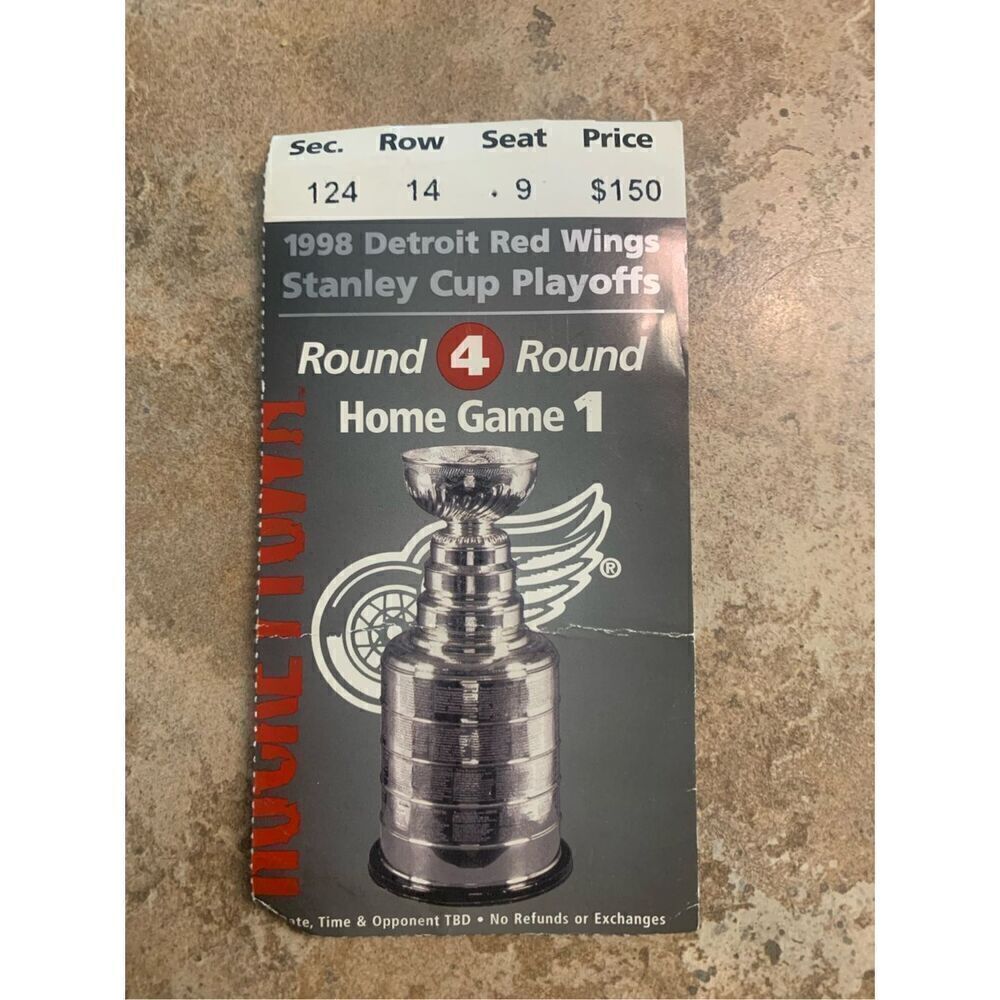 Sec. Row Seat Price
124 14 . 9 $150
1998 Detroit Red Wings
Stanley Cup Playoffs
Round 4 Round
Home Game 1
®
HOCKEYTOWN
ate, Time & Opponent TBD • No Refunds or Exchanges